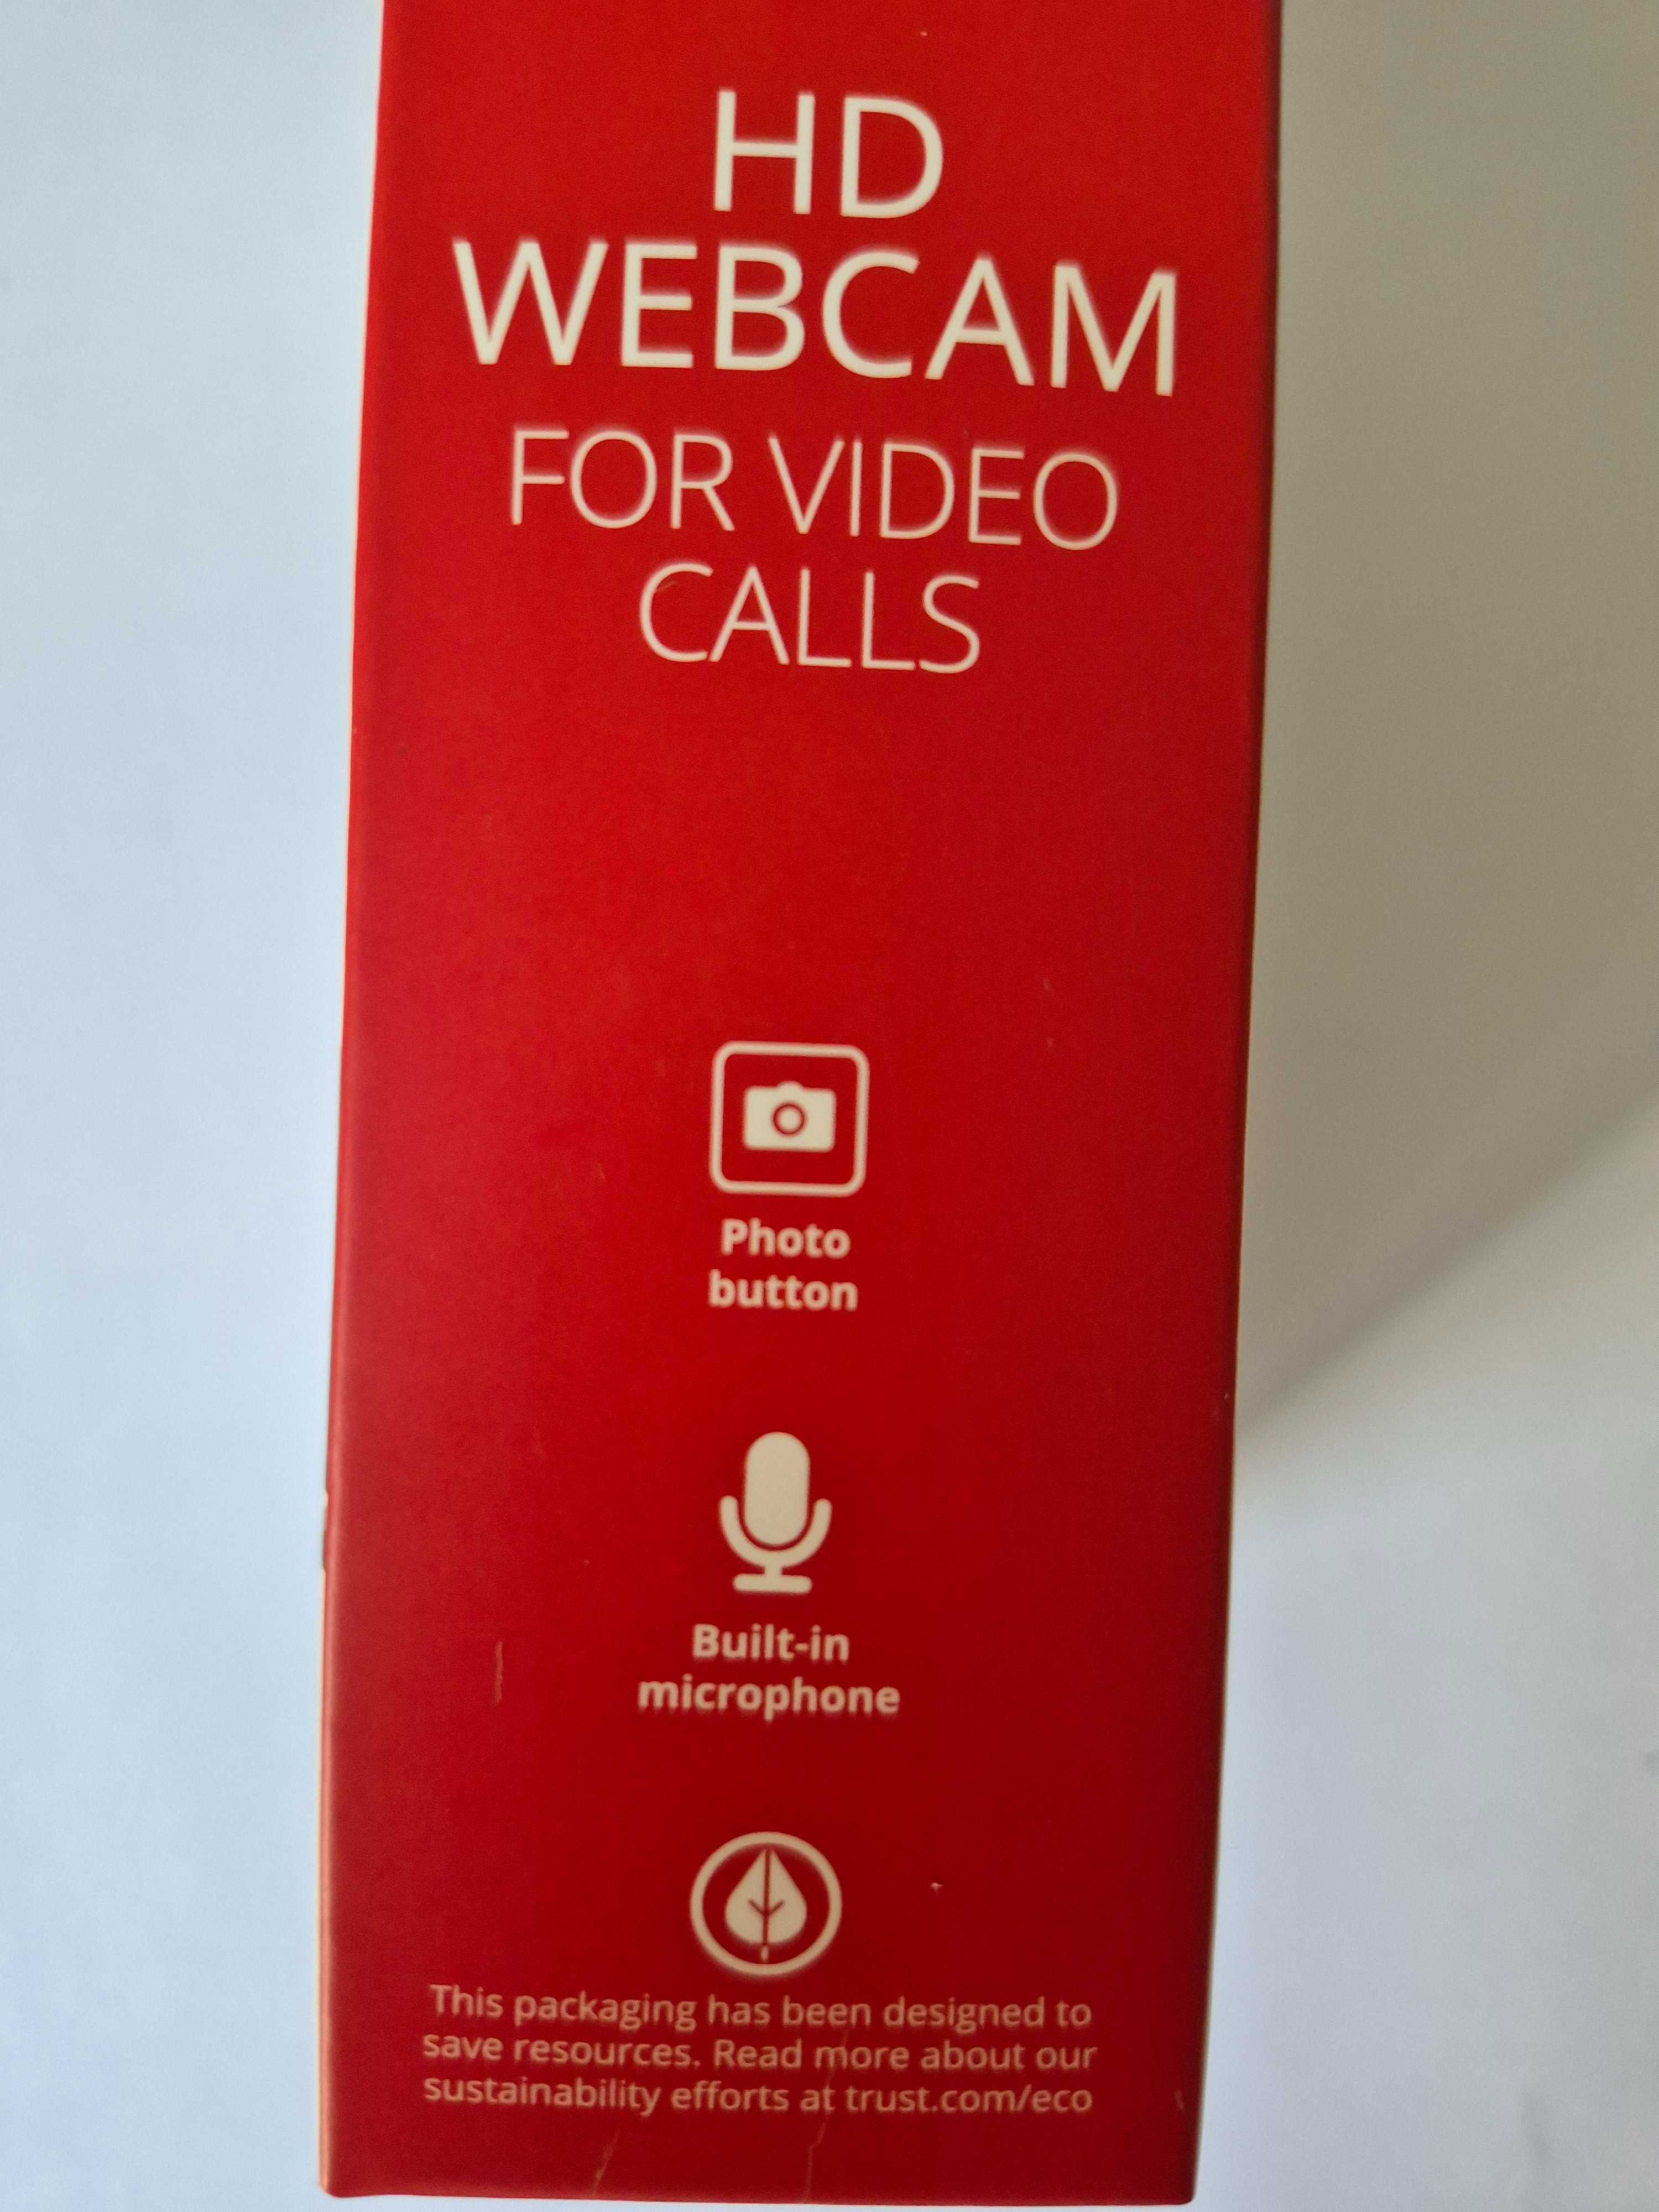 HD
WEBCAM
FOR VIDEO
CALLS
Photo
button
Built-in
microphone
This packaging has been designed to
save resources. Read more about our
sustainability efforts at trust.com/eco